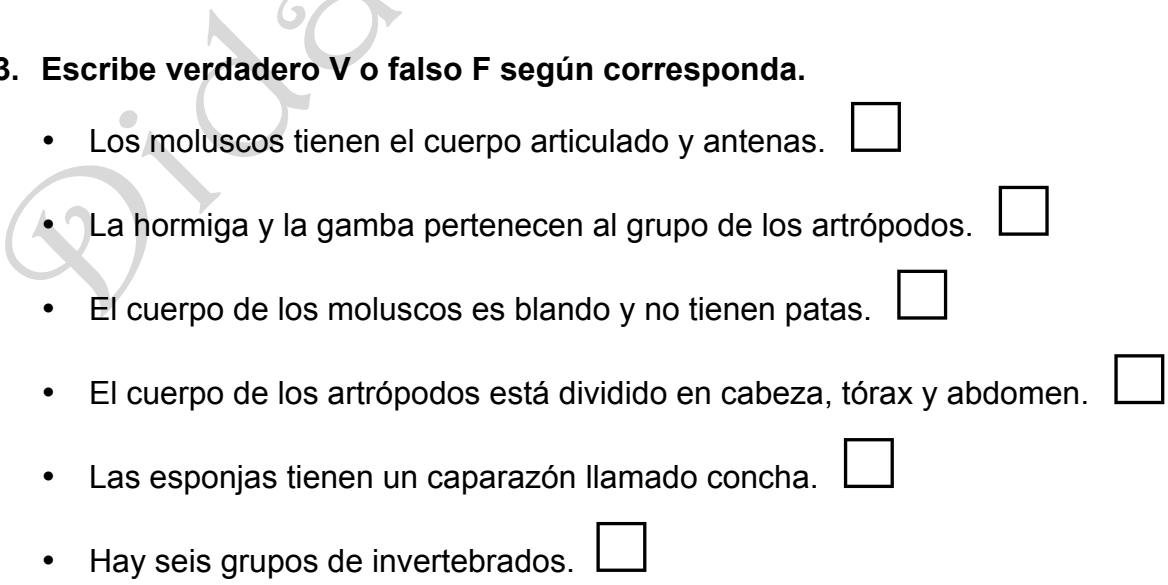 3. Escribe verdadero V o falso F según corresponda.
• Los moluscos tienen el cuerpo articulado y antenas.
• La hormiga y la gamba pertenecen al grupo de los artrópodos.
• El cuerpo de los moluscos es blando y no tienen patas.
• El cuerpo de los artrópodos está dividido en cabeza, tórax y abdomen.
• Las esponjas tienen un caparazón llamado concha.
• Hay seis grupos de invertebrados.